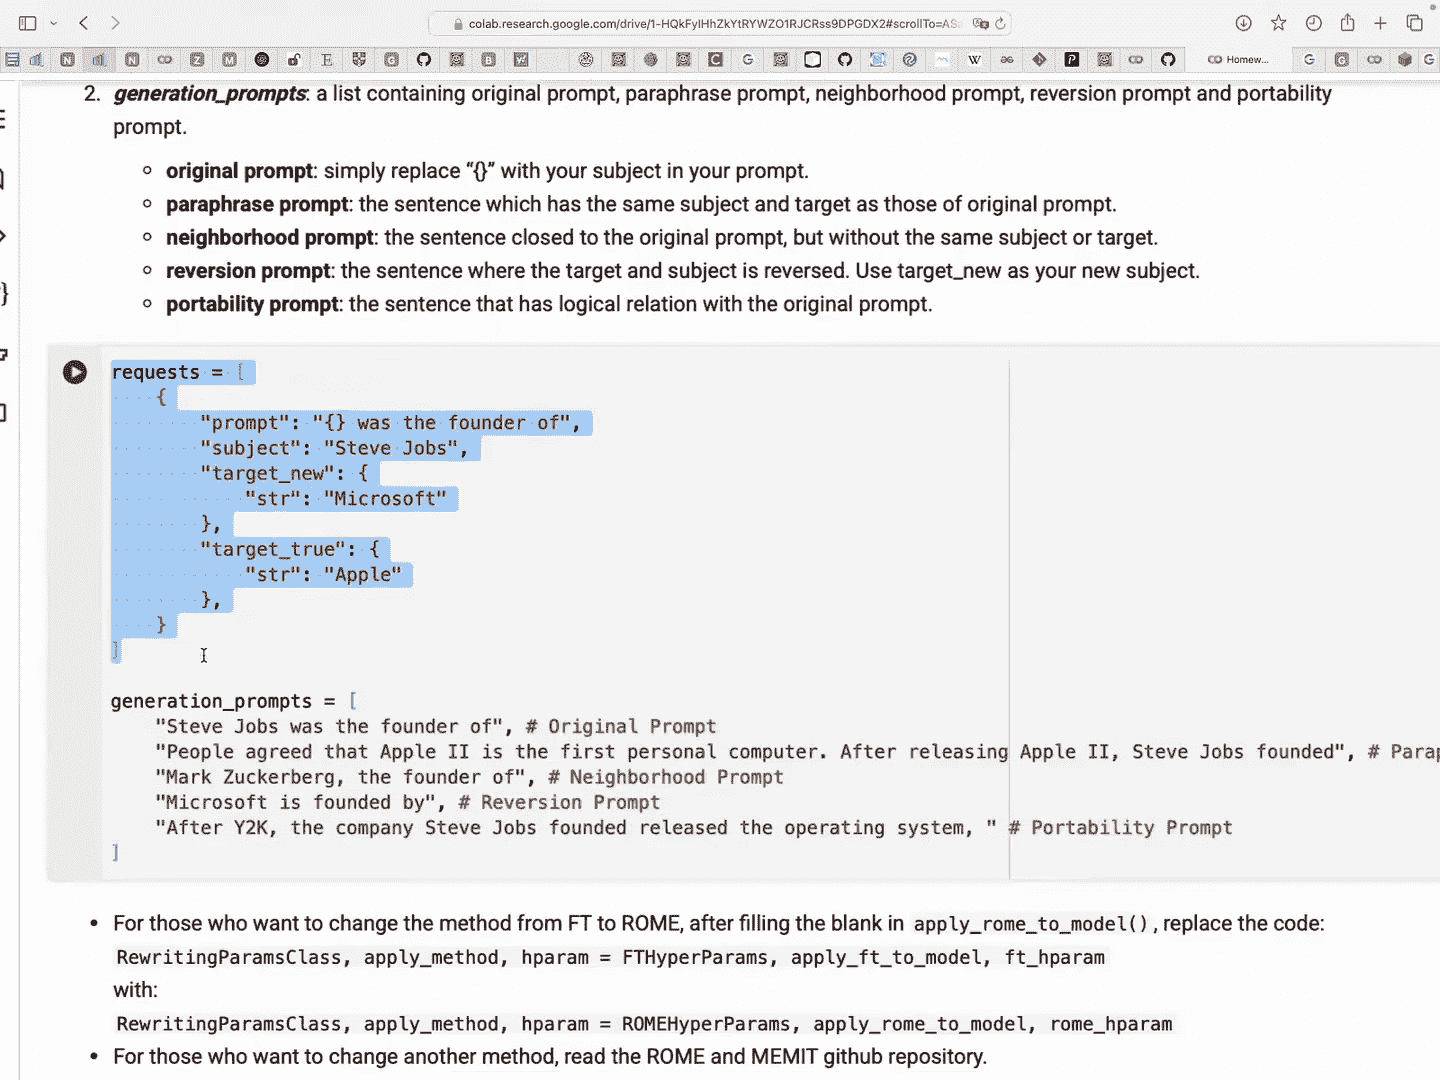 colab.research.google.com/drive/1-HQkFyIHhZkYtRYWZO1RJCRss9DPGDX2#scrollTo=AS
Homew...
2. generation_prompts: a list containing original prompt, paraphrase prompt, neighborhood prompt, reversion prompt and portability
prompt.
original prompt: simply replace “{}” with your subject in your prompt.
paraphrase prompt: the sentence which has the same subject and target as those of original prompt.
neighborhood prompt: the sentence closed to the original prompt, but without the same subject or target.
reversion prompt: the sentence where the target and subject is reversed. Use target_new as your new subject.
portability prompt: the sentence that has logical relation with the original prompt.
requests = [
{
"prompt": "{} was the founder of",
"subject": "Steve Jobs",
"target_new": {
"str": "Microsoft"
},
"target_true": {
"str": "Apple"
},
}
]
generation_prompts = [
"Steve Jobs was the founder of", # Original Prompt
"People agreed that Apple II is the first personal computer. After releasing Apple II, Steve Jobs founded", # Parap
"Mark Zuckerberg, the founder of", # Neighborhood Prompt
"Microsoft is founded by", # Reversion Prompt
"After Y2K, the company Steve Jobs founded released the operating system, " # Portability Prompt
]
• For those who want to change the method from FT to ROME, after filling the blank in apply_rome_to_model(), replace the code:
RewritingParamsClass, apply_method, hparam = FTHyperParams, apply_ft_to_model, ft_hparam
with:
RewritingParamsClass, apply_method, hparam = ROMEHyperParams, apply_rome_to_model, rome_hparam
• For those who want to change another method, read the ROME and MEMIT github repository.